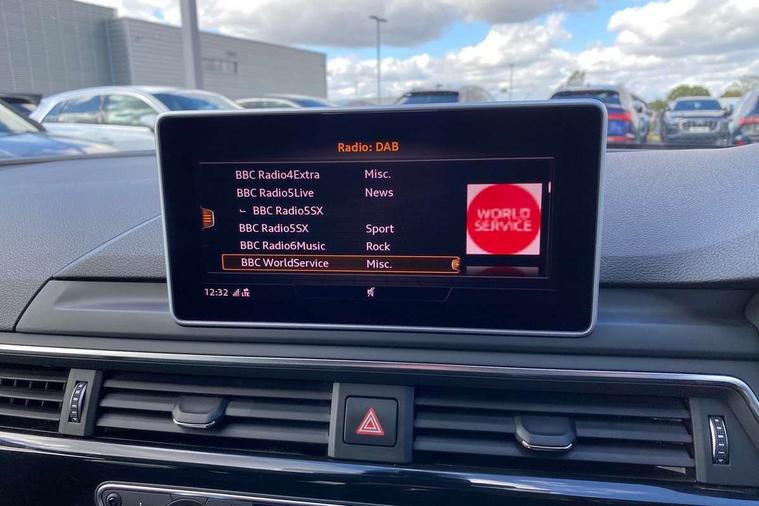 Radio: DAB
BBC Radio4Extra Misc.
BBC Radio5Live News
BBC Radio5SX
BBC Radio5SX Sport
BBC Radio6Music Rock
BBC WorldService Misc.
WORLD
SERVICE
12:32 LTE